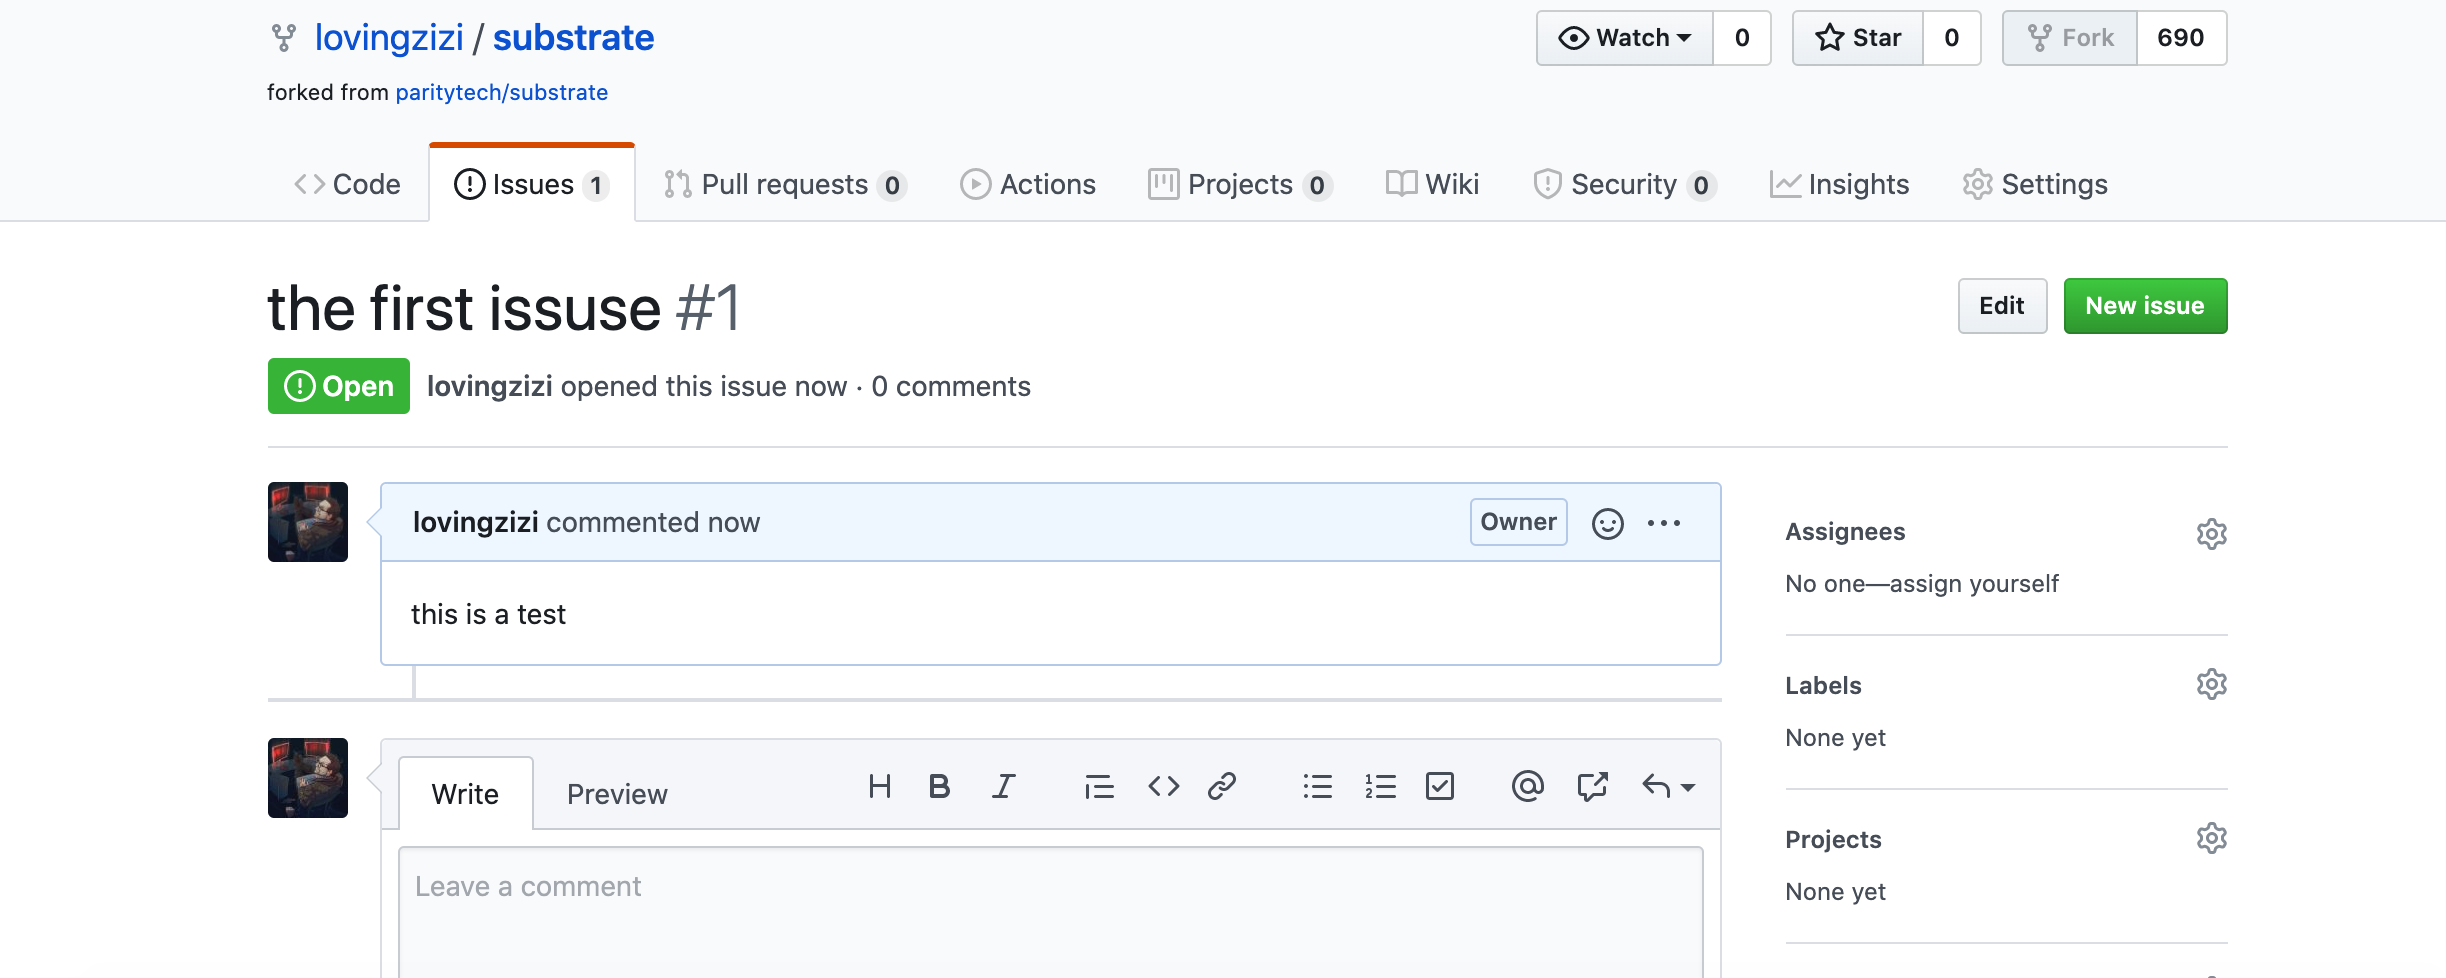 lovingzizi / substrate
Watch 0 Star 0 Fork 690
forked from paritytech/substrate
Code Issues 1 Pull requests 0 Actions Projects 0 Wiki Security 0 Insights Settings
the first issuse #1
Edit New issue
Open lovingzizi opened this issue now · 0 comments
lovingzizi commented now Owner
this is a test
Assignees
No one—assign yourself
Labels
None yet
Write Preview
Leave a comment
Projects
None yet